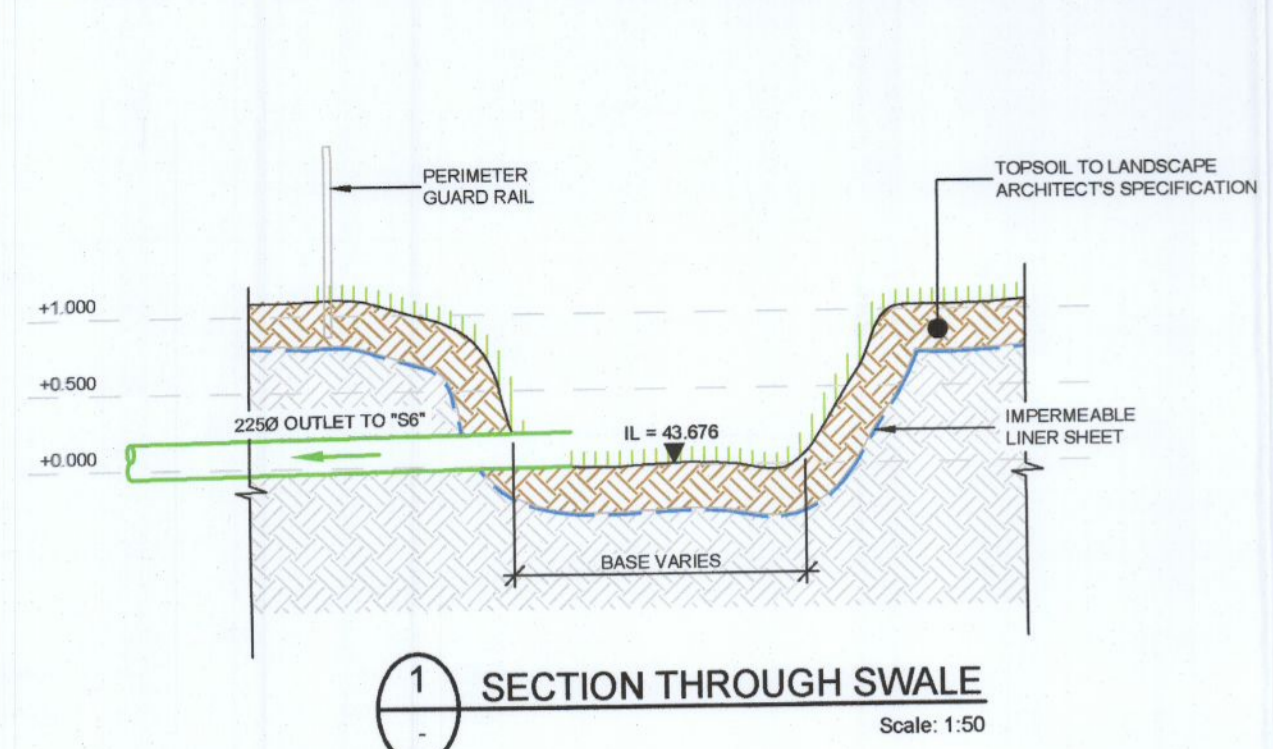 PERIMETER
GUARD RAIL
TOPSOIL TO LANDSCAPE
ARCHITECT'S SPECIFICATION
+1.000
+0.500
225Ø OUTLET TO "S6"
IL = 43.676
IMPERMEABLE
LINER SHEET
+0.000
BASE VARIES
1
-
SECTION THROUGH SWALE
Scale: 1:50